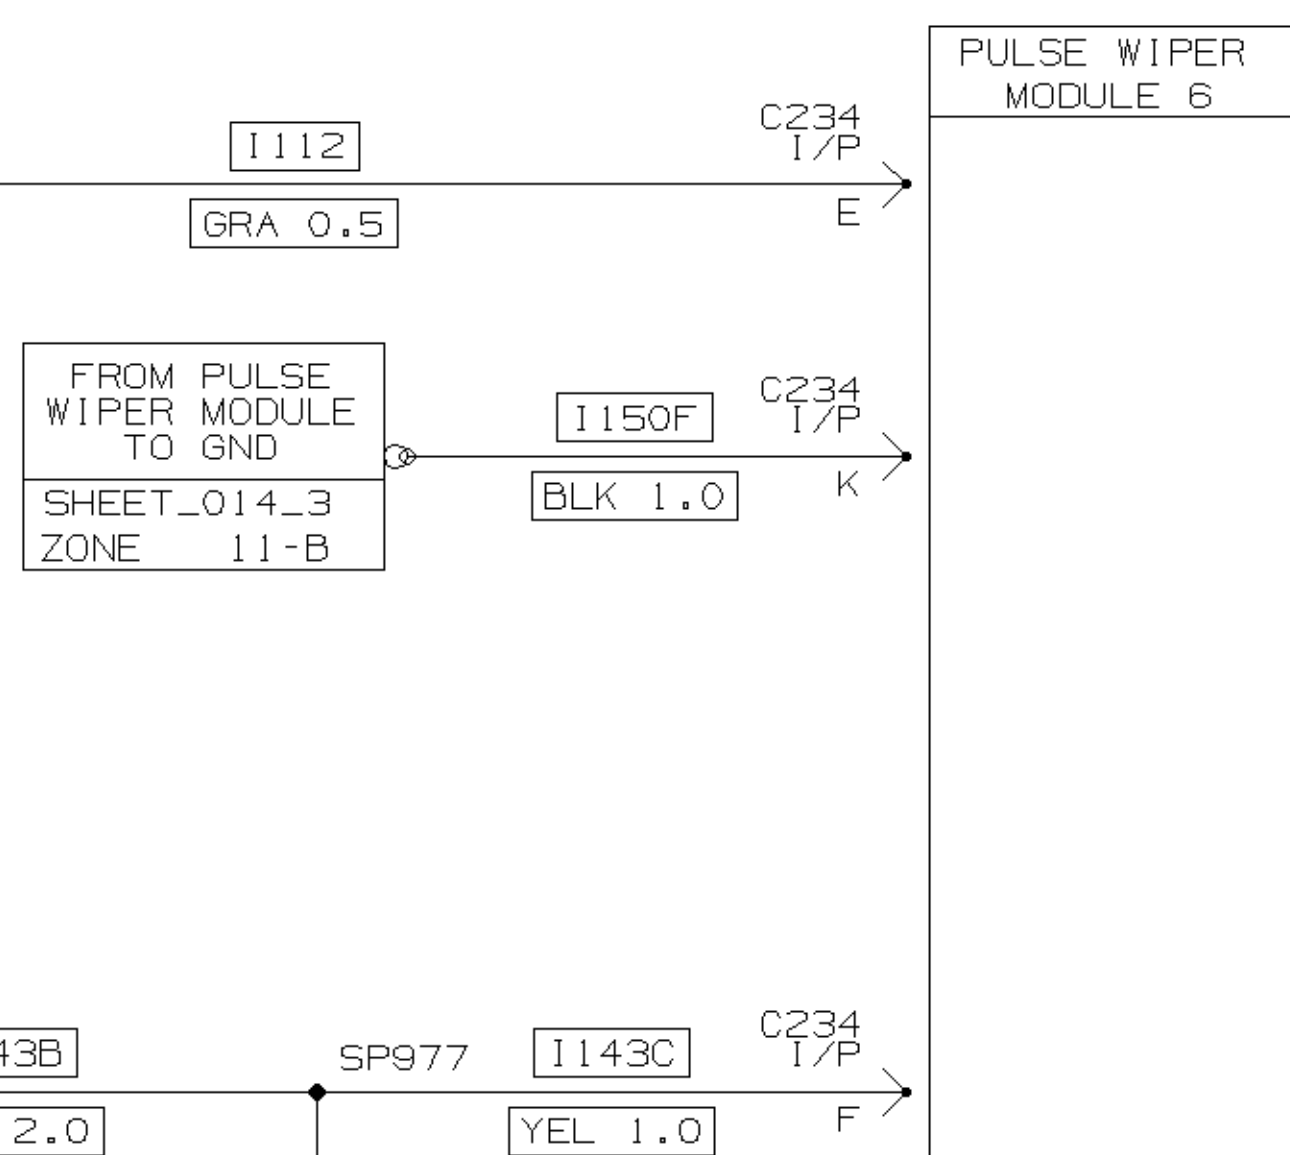 PULSE WIPER
MODULE 6
C234
I/P
I112
E
GRA 0.5
FROM PULSE
WIPER MODULE
TO GND
SHEET_014_3
ZONE 11-B
C234
I/P
I150F
K
BLK 1.0
C234
I/P
43B
SP977
I143C
F
2.0
YEL 1.0